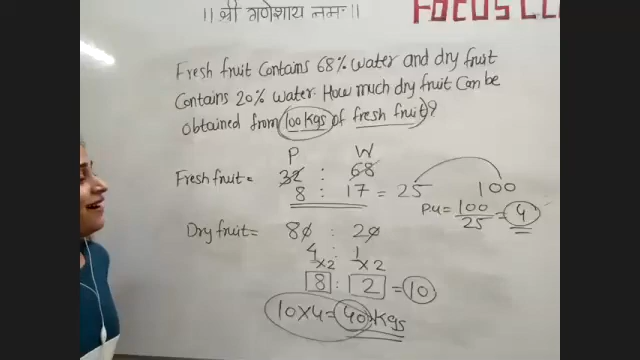 ।। श्री गणेशाय नमः ।।
FOCUS CL
Fresh fruit Contains 68% water and dry fruit
Contains 20% water. How much dry fruit Can be
obtained from 100 Kgs of fresh fruit?
P W
Fresh fruit = 32 : 68
8 : 17 = 25 100
P.U = 100/25 = 4
Dry fruit = 80 : 20
4 : 1
×2 ×2
8 : 2 = 10
10×4 = 40 Kgs